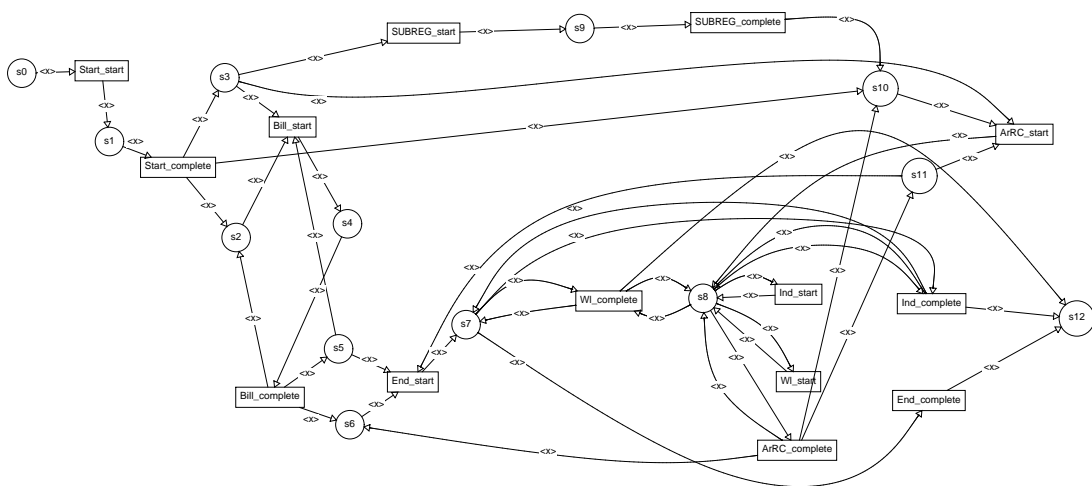 SUBREG_start
<x>
s9
<x>
SUBREG_complete
<x>
s0
<x>
Start_start
<x>
s3
<x>
<x>
<x>
<x>
s10
<x>
<x>
s1
<x>
Start_complete
<x>
Bill_start
<x>
<x>
<x>
<x>
<x>
ArRC_start
<x>
s11
<x>
<x>
s2
<x>
<x>
s4
<x>
<x>
<x>
<x>
<x>
<x>
<x>
s7
<x>
<x>
WI_complete
<x>
<x>
s8
<x>
<x>
Ind_start
<x>
<x>
Ind_complete
<x>
s12
<x>
<x>
<x>
s5
<x>
<x>
<x>
Bill_complete
<x>
s6
<x>
End_start
<x>
WI_start
<x>
<x>
End_complete
<x>
<x>
ArRC_complete
<x>
<x>